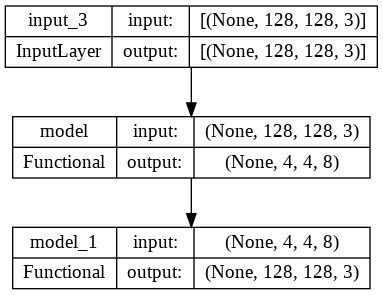 input_3 input: [(None, 128, 128, 3)]
InputLayer output: [(None, 128, 128, 3)]
model input: (None, 128, 128, 3)
Functional output: (None, 4, 4, 8)
model_1 input: (None, 4, 4, 8)
Functional output: (None, 128, 128, 3)